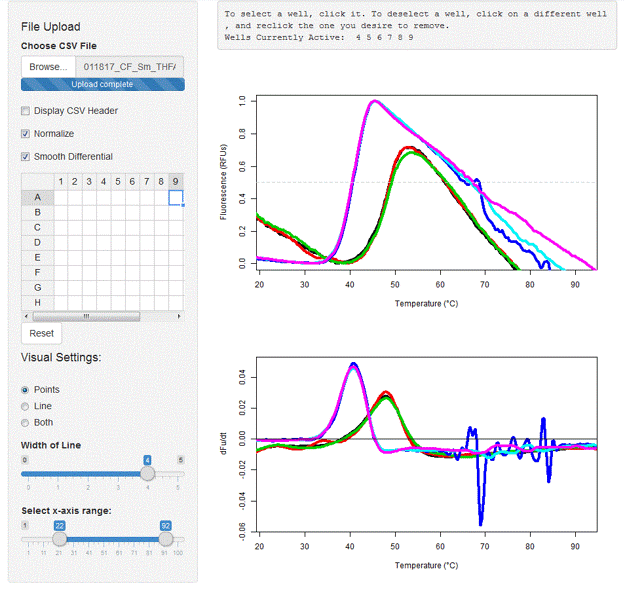 File Upload
Choose CSV File
Browse... 011817_CF_Sm_THFA
Upload complete
Display CSV Header
Normalize
Smooth Differential
1 2 3 4 5 6 7 8 9
A
B
C
D
E
F
G
H
Reset
Visual Settings:
Points
Line
Both
Width of Line
0 4 5
0 1 2 3 4 5
Select x-axis range:
1 22 92
1 11 21 31 41 51 61 71 81 91 100
To select a well, click it. To deselect a well, click on a different well
, and reclick the one you desire to remove.
Wells Currently Active: 4 5 6 7 8 9
Fluorescence (RFUs)
1.0
0.8
0.6
0.4
0.2
0.0
20 30 40 50 60 70 80 90
Temperature (°C)
dFu/dt
0.04
0.02
0.00
-0.02
-0.04
-0.06
20 30 40 50 60 70 80 90
Temperature (°C)